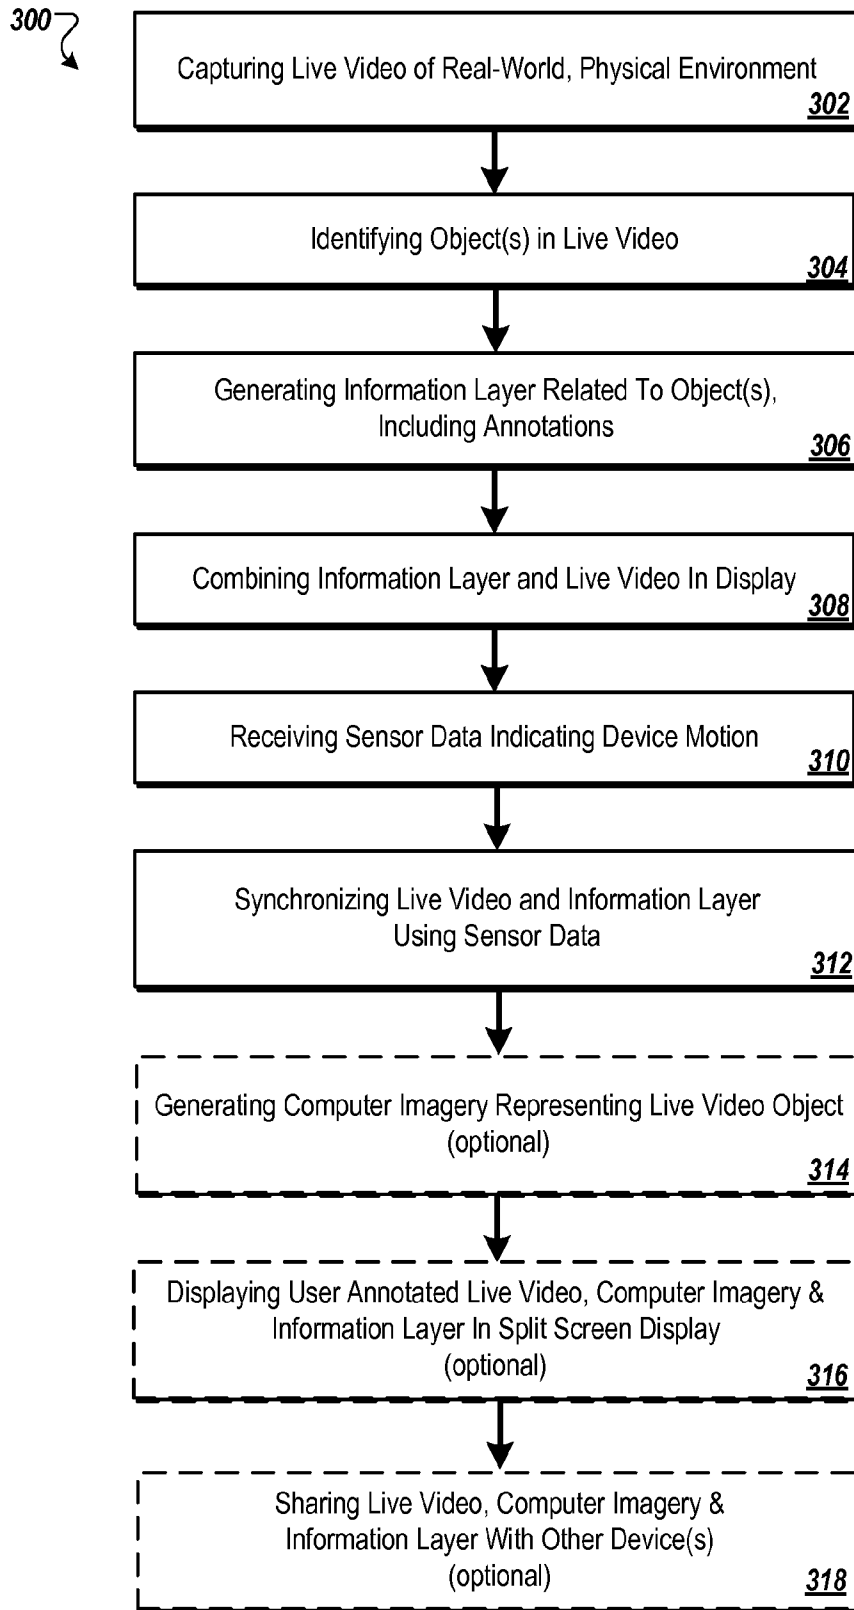 300
Capturing Live Video of Real-World, Physical Environment
302
Identifying Object(s) in Live Video
304
Generating Information Layer Related To Object(s),
Including Annotations
306
Combining Information Layer and Live Video In Display
308
Receiving Sensor Data Indicating Device Motion
310
Synchronizing Live Video and Information Layer
Using Sensor Data
312
Generating Computer Imagery Representing Live Video Object
(optional)
314
Displaying User Annotated Live Video, Computer Imagery &
Information Layer In Split Screen Display
(optional)
316
Sharing Live Video, Computer Imagery &
Information Layer With Other Device(s)
(optional)
318